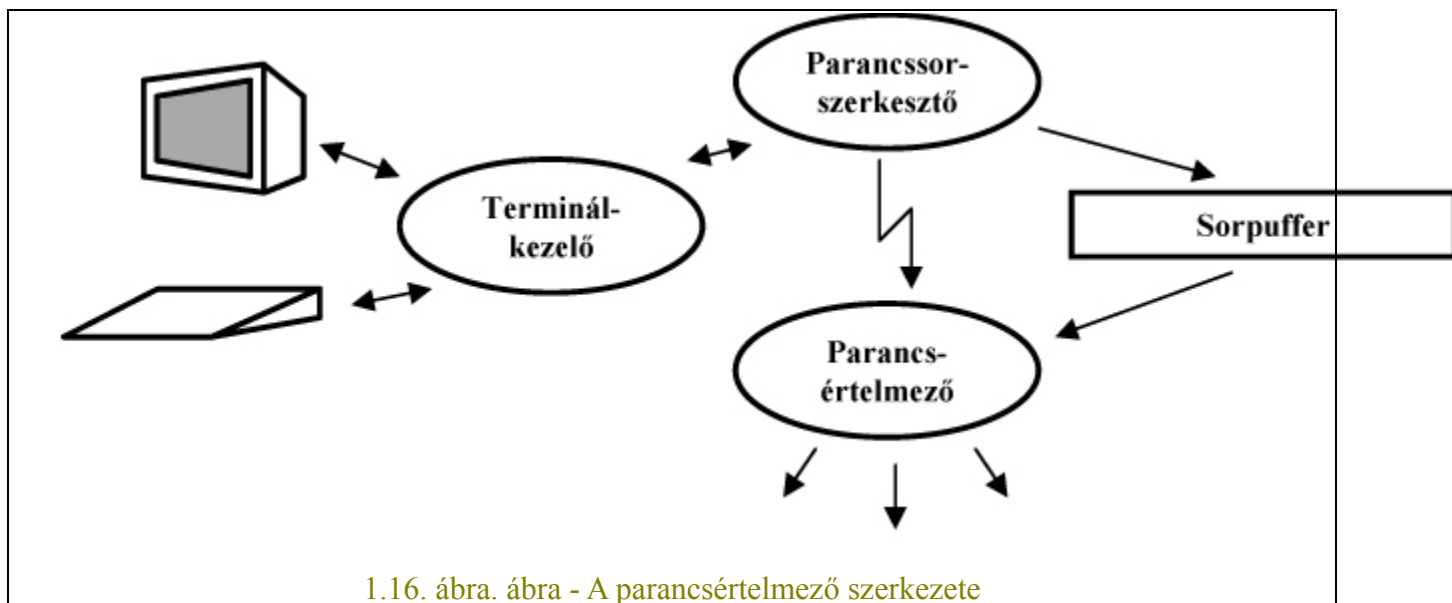 Parancssor-
szerkesztő
Terminál-
kezelő
Sorpuffer
Parancs-
értelmező
1.16. ábra. ábra - A parancsértelmező szerkezete